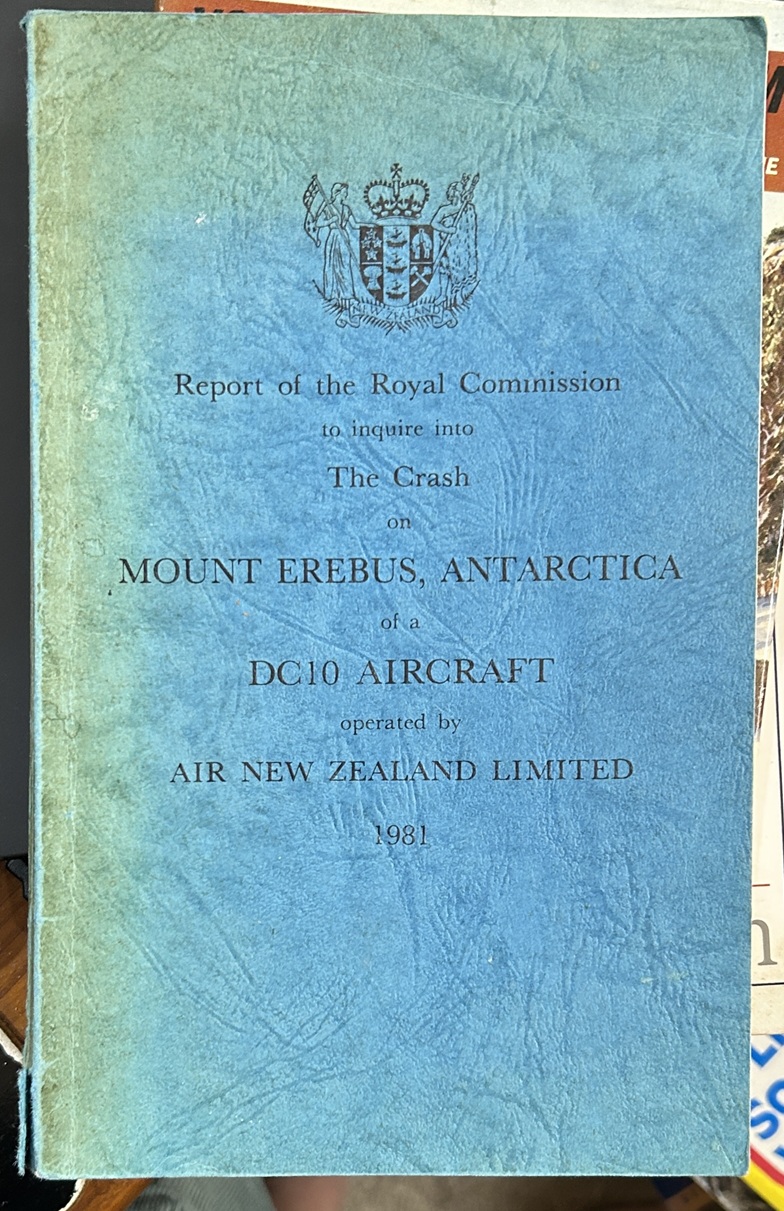 NEW ZEALAND
Report of the Royal Commission
to inquire into
The Crash
on
MOUNT EREBUS, ANTARCTICA
of a
DC10 AIRCRAFT
operated by
AIR NEW ZEALAND LIMITED
1981